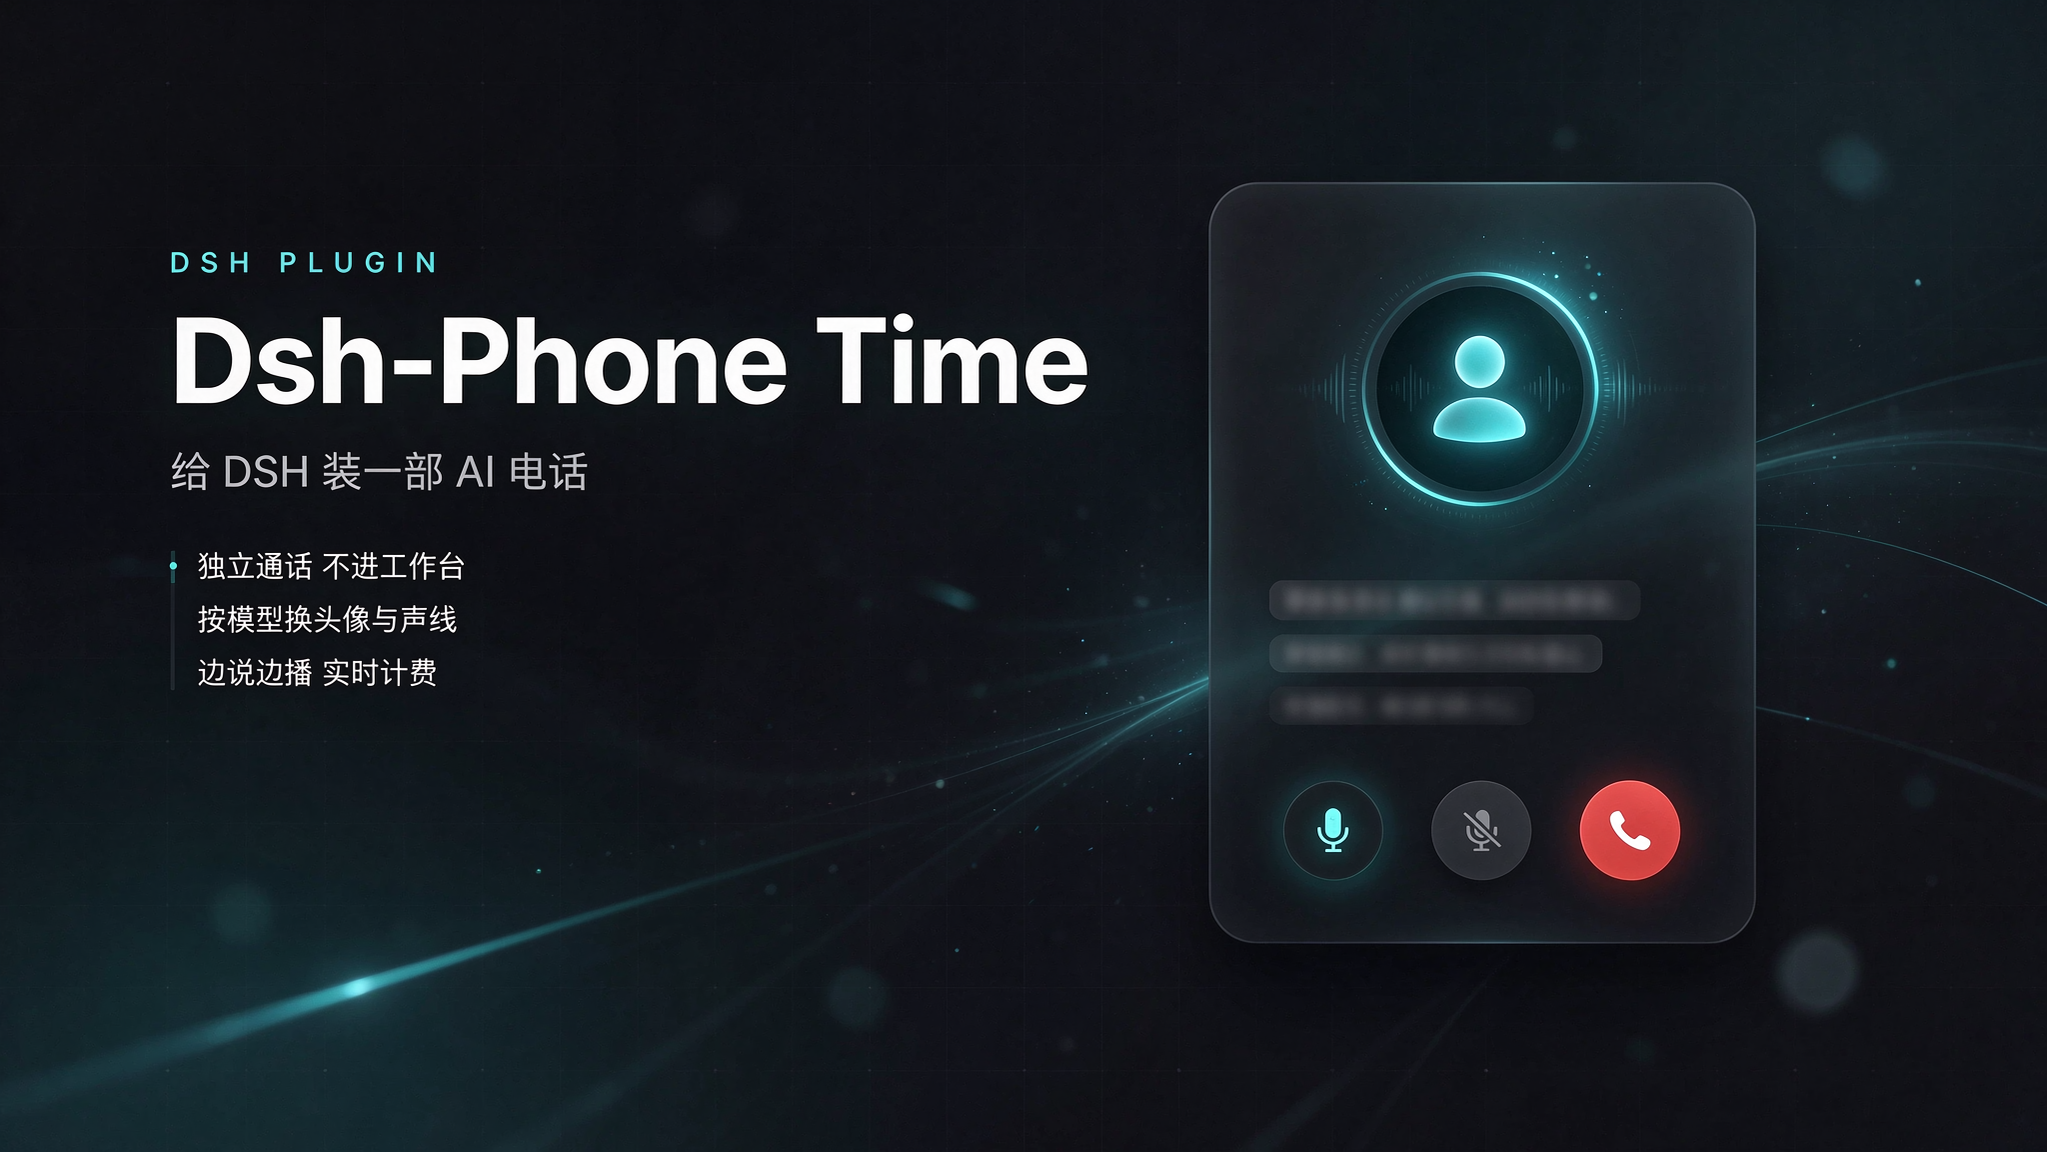 DSH PLUGIN
Dsh-Phone Time
给 DSH 装一部 AI 电话
独立通话 不进工作台
按模型换头像与声线
边说边播 实时计费